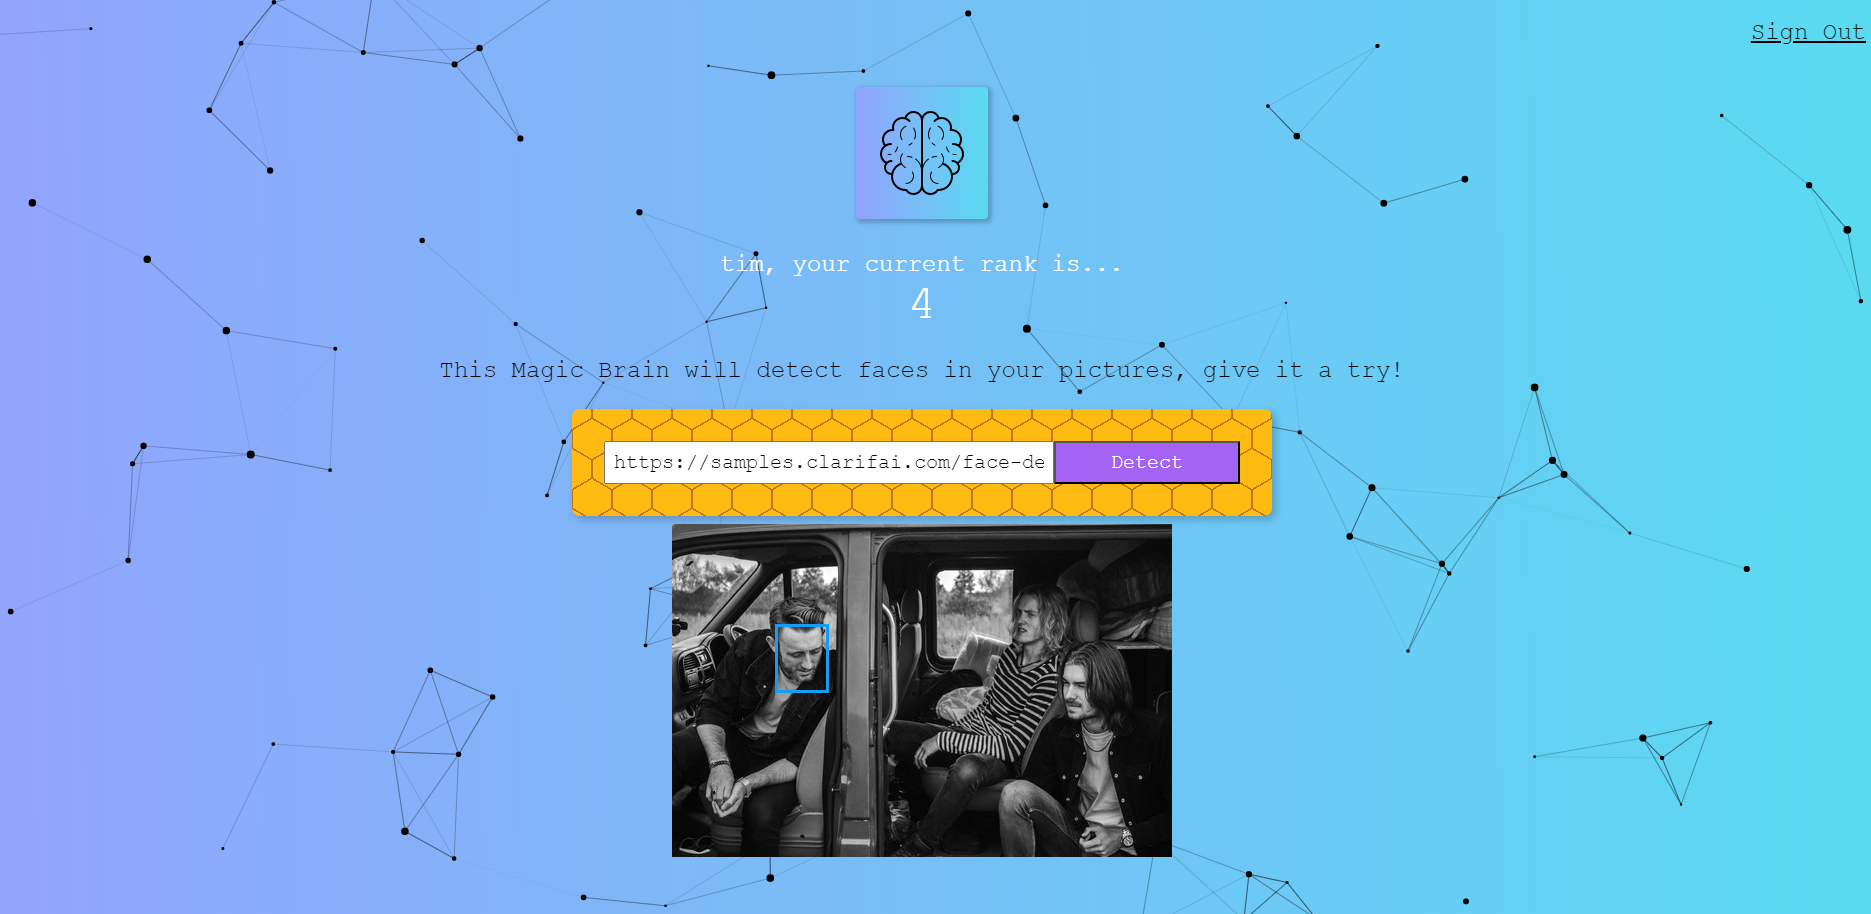 Sign Out
tim, your current rank is...
4
This Magic Brain will detect faces in your pictures, give it a try!
https://samples.clarifai.com/face-de
Detect